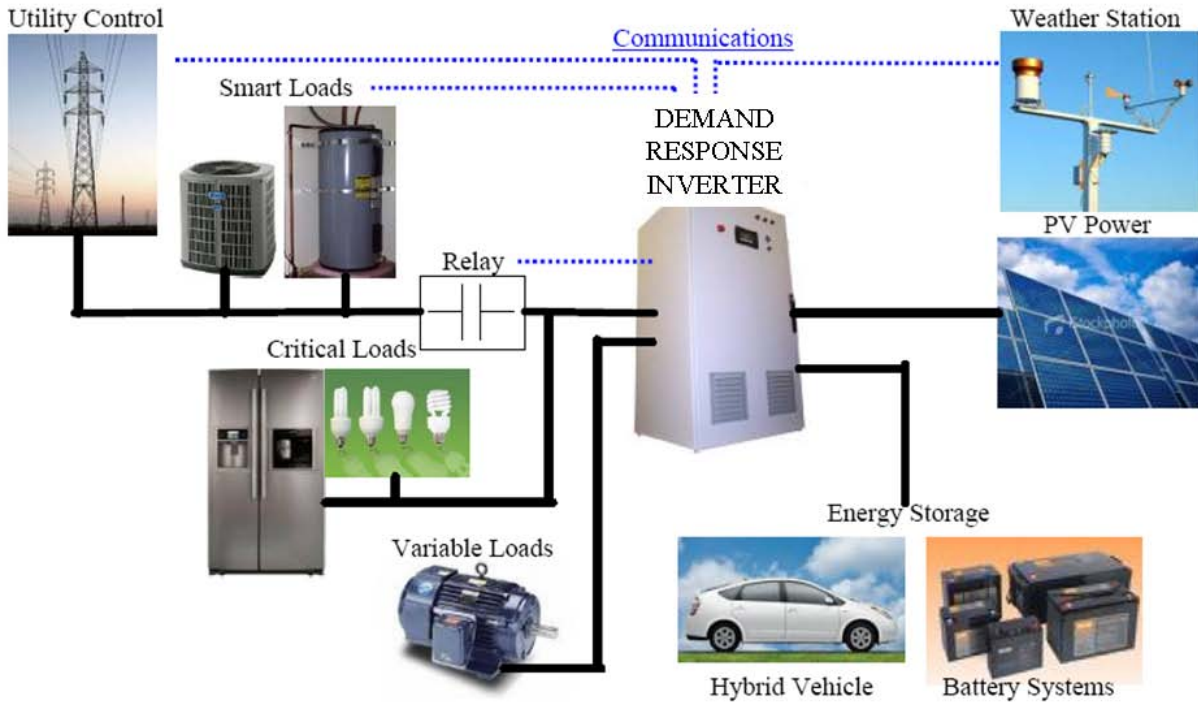 Utility Control
Communications
Weather Station
Smart Loads
DEMAND
RESPONSE
INVERTER
PV Power
Relay
iStockphoto
Critical Loads
Energy Storage
Variable Loads
Hybrid Vehicle
Battery Systems